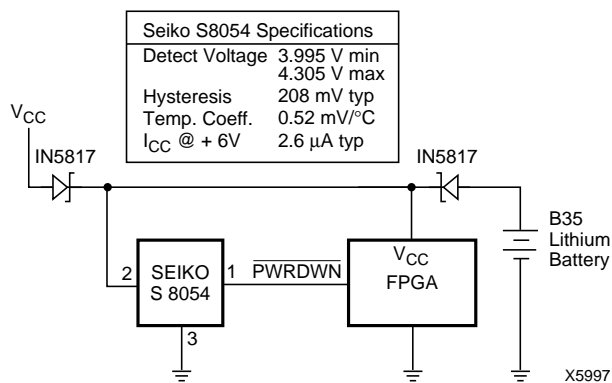 Seiko S8054 Specifications
Detect Voltage 3.995 V min
4.305 V max
Hysteresis 208 mV typ
Temp. Coeff. 0.52 mV/°C
ICC @ + 6V 2.6 µA typ
VCC
IN5817
IN5817
B35
Lithium
Battery
2
SEIKO
S 8054
1
PWRDWN
VCC
FPGA
3
X5997